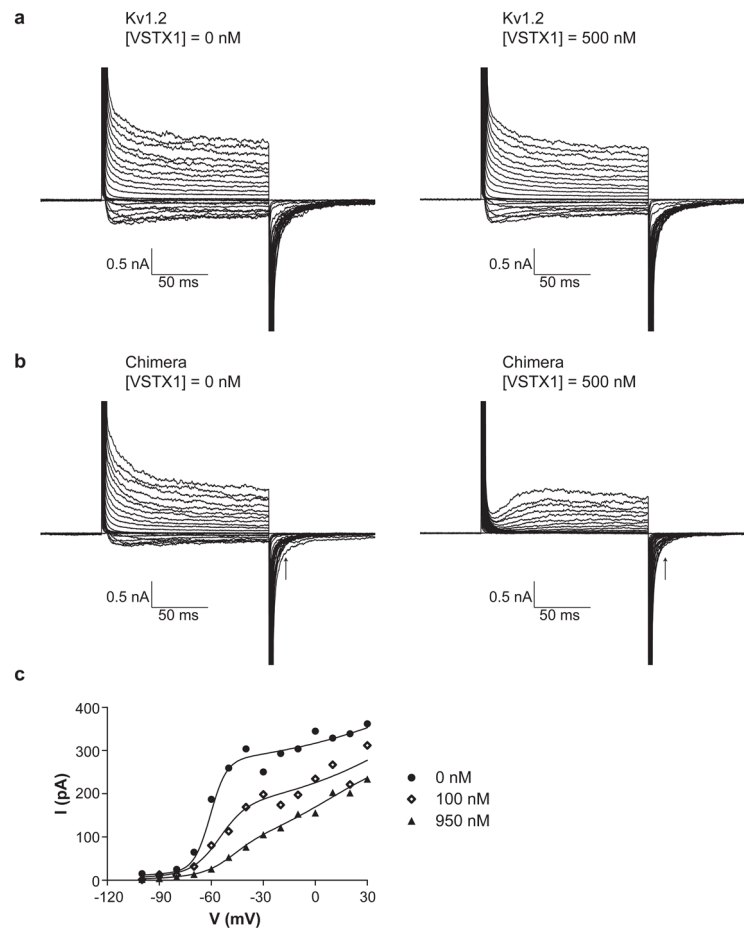 a
Kv1.2
[VSTX1] = 0 nM
Kv1.2
[VSTX1] = 500 nM
0.5 nA
50 ms
0.5 nA
50 ms
b
Chimera
[VSTX1] = 0 nM
Chimera
[VSTX1] = 500 nM
0.5 nA
50 ms
0.5 nA
50 ms
c
400
300
200
100
0
I (pA)
-120
-90
-60
-30
0
30
V (mV)
0 nM
100 nM
950 nM